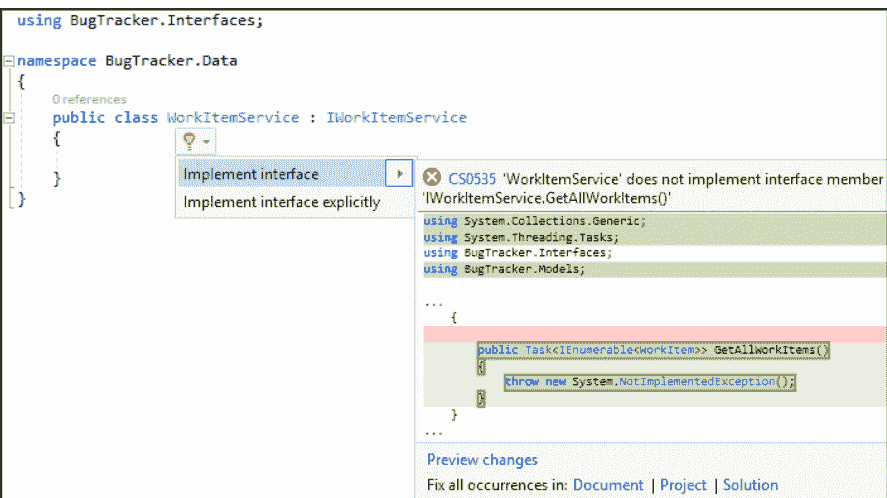 using BugTracker.Interfaces;
namespace BugTracker.Data
{
0 references
public class WorkItemService : IWorkItemService
{
}
}
Implement interface
Implement interface explicitly
CS0535 'WorkItemService' does not implement interface member
'IWorkItemService.GetAllWorkItems()'
using System.Collections.Generic;
using System.Threading.Tasks;
using BugTracker.Interfaces;
using BugTracker.Models;
...
{
public Task<IEnumerable<WorkItem>> GetAllWorkItems()
{
throw new System.NotImplementedException();
}
}
...
Preview changes
Fix all occurrences in: Document | Project | Solution